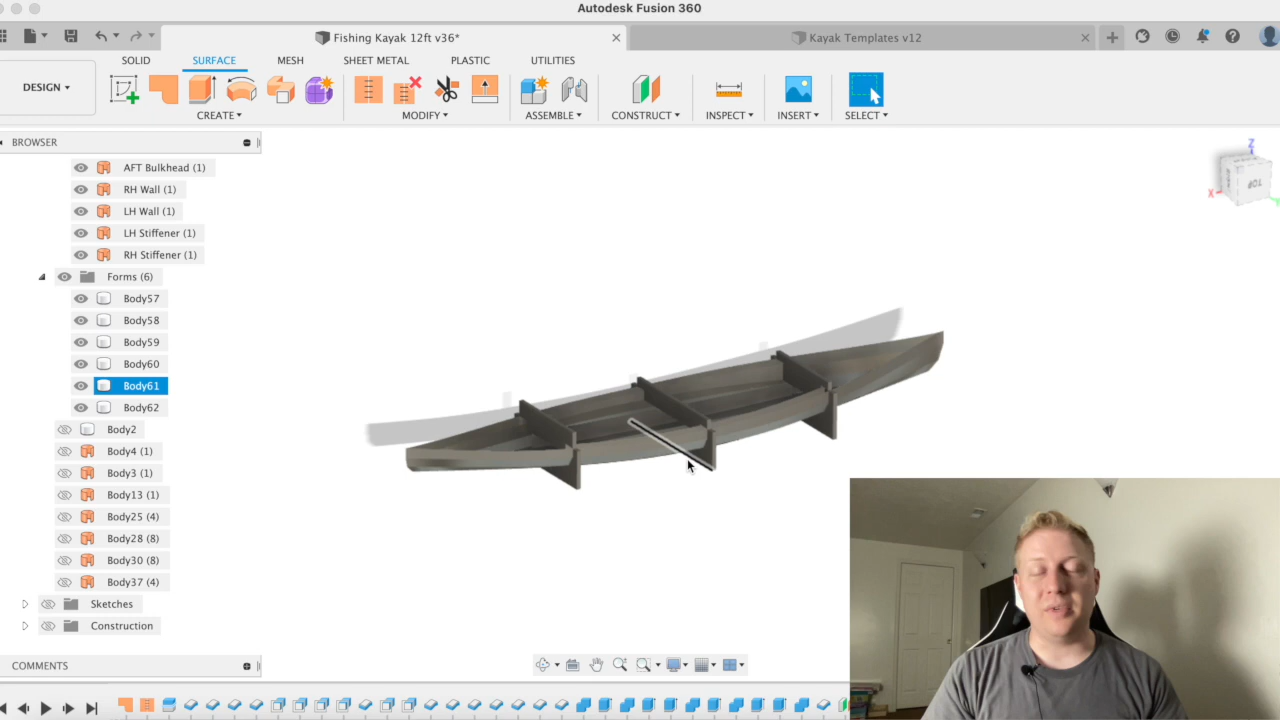 Autodesk Fusion 360
Fishing Kayak 12ft v36*
Kayak Templates v12
SOLID
SURFACE
MESH
SHEET METAL
PLASTIC
UTILITIES
DESIGN
CREATE
MODIFY
ASSEMBLE
CONSTRUCT
INSPECT
INSERT
SELECT
BROWSER
AFT Bulkhead (1)
RH Wall (1)
LH Wall (1)
LH Stiffener (1)
RH Stiffener (1)
Forms (6)
Body57
Body58
Body59
Body60
Body61
Body62
Body2
Body4 (1)
Body3 (1)
Body13 (1)
Body25 (4)
Body28 (8)
Body30 (8)
Body37 (4)
Sketches
Construction
COMMENTS
Z
X
TOP